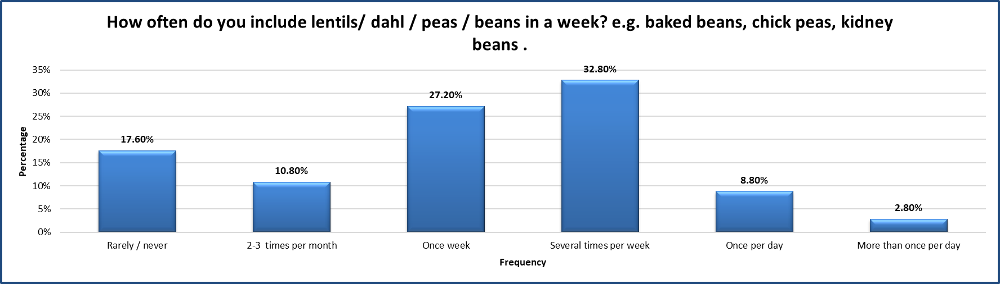 How often do you include lentils/ dahl / peas / beans in a week? e.g. baked beans, chick peas, kidney
beans .
35%
30%
25%
20%
15%
10%
5%
0%
Percentage
17.60%
10.80%
27.20%
32.80%
8.80%
2.80%
Rarely / never
2-3 times per month
Once week
Several times per week
Once per day
More than once per day
Frequency